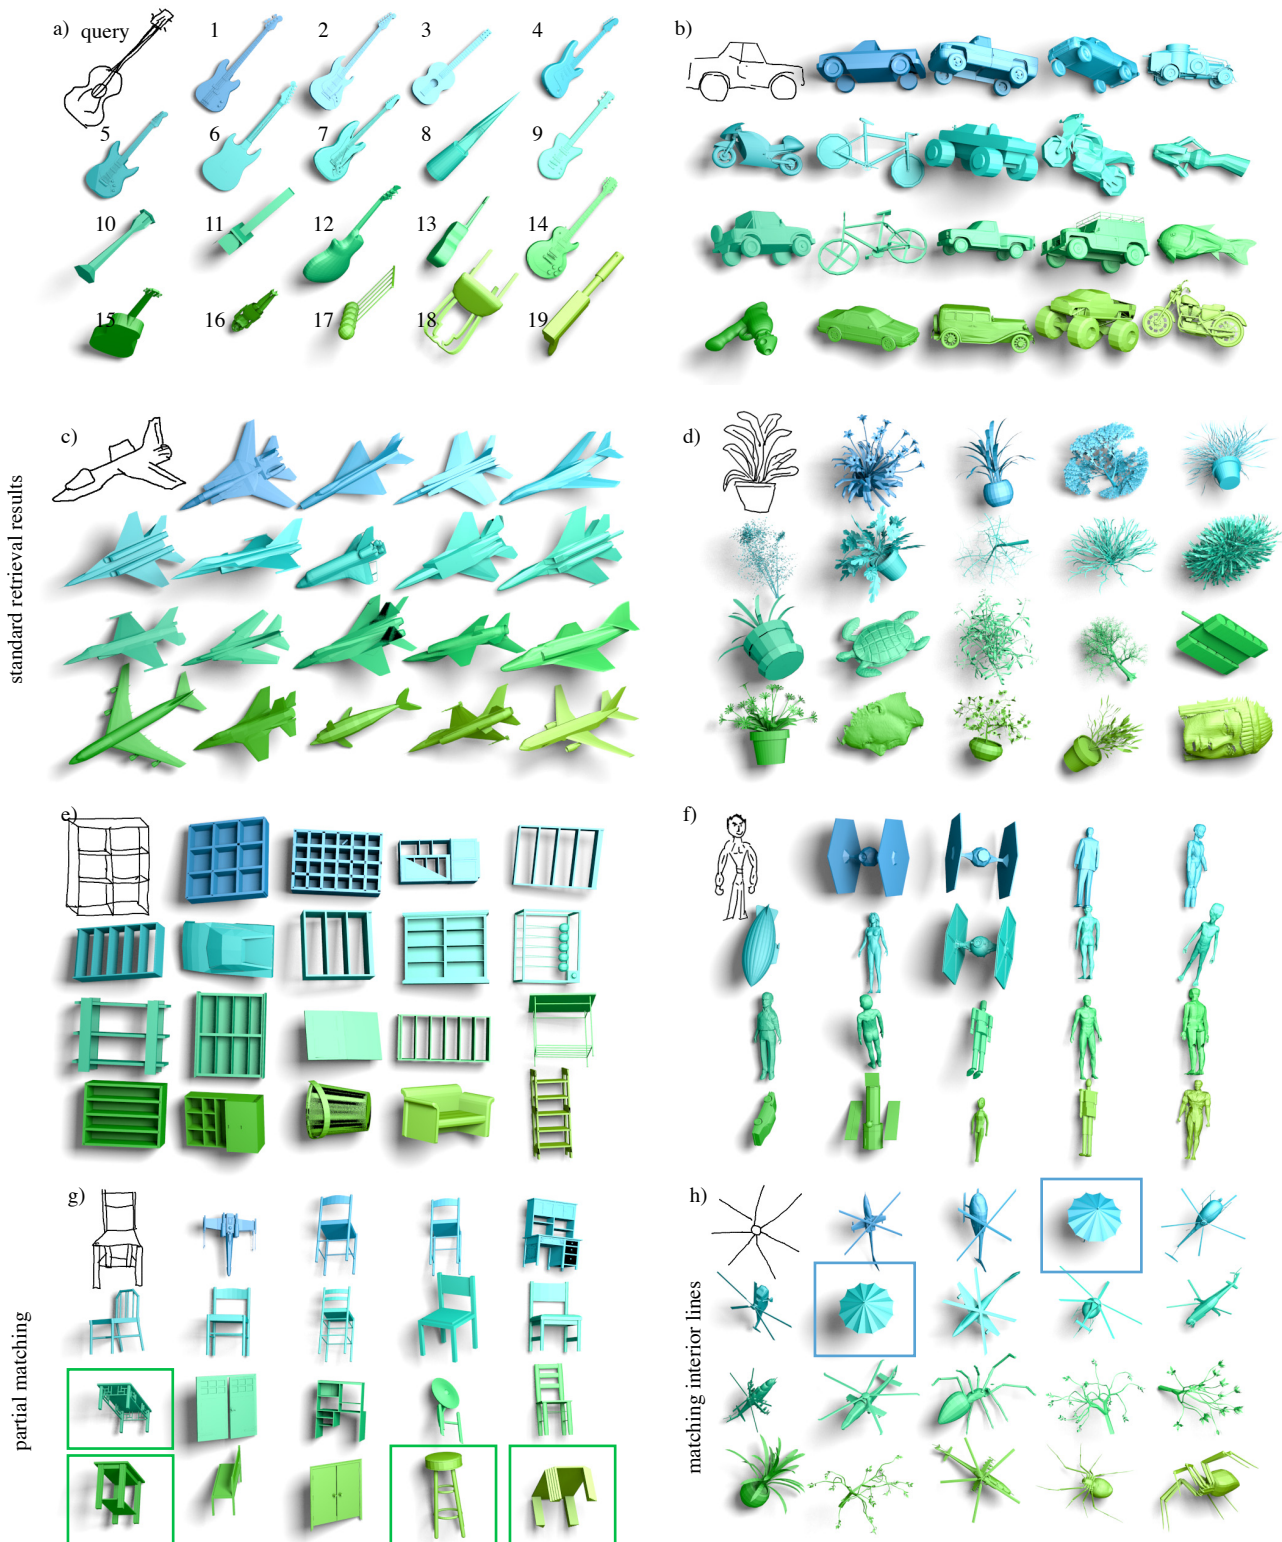 a) query 1 2 3 4
5 6 7 8 9
10 11 12 13 14
15 16 17 18 19
b)
standard retrieval results
c)
d)
e)
f)
partial matching
g)
matching interior lines
h)